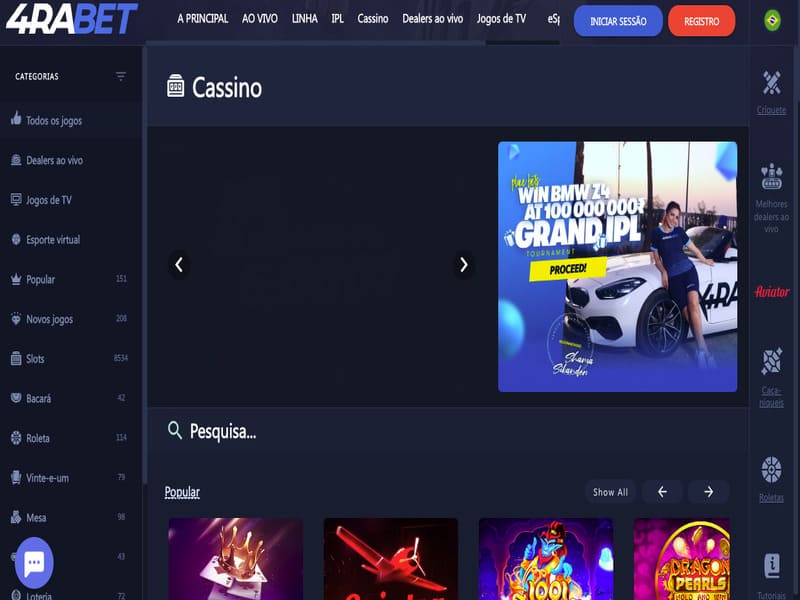 4RABET
A PRINCIPAL AO VIVO LINHA IPL Cassino Dealers ao vivo Jogos de TV eSp
INICIAR SESSÃO
REGISTRO
CATEGORIAS
Todos os jogos
Dealers ao vivo
Jogos de TV
Esporte virtual
Popular 151
Novos jogos 208
Slots 8534
Bacará 42
Roleta 114
Vinte-e-um 79
Mesa 98
43
Loteria 72
Cassino
place bets
WIN BMW Z4
AT 100 000 000₹
GRAND IPL
TOURNAMENT
PROCEED!
4RA
Pesquisa...
Popular
Show All
1001
DRAGON
PEARLS
HOLD AND WIN
Críquete
Melhores
dealers ao
vivo
Aviator
Caça-
níqueis
Roletas
Tutoriais